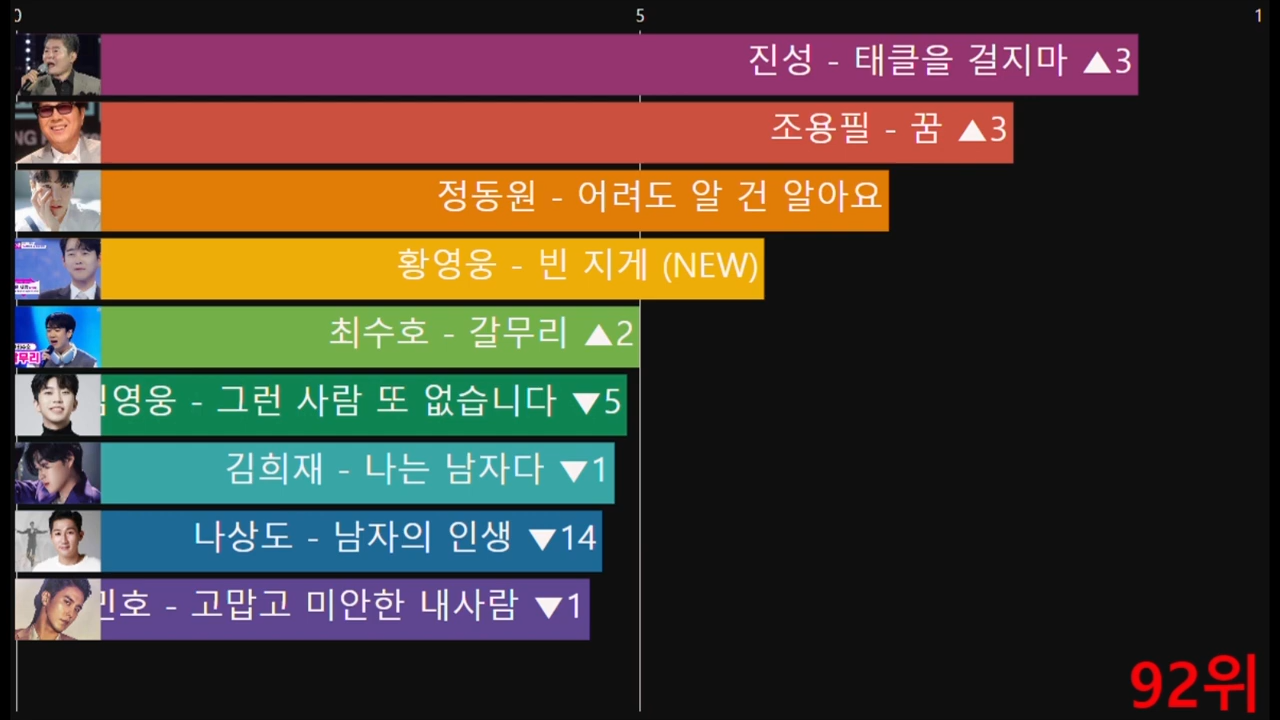 0 5 1
진성 - 태클을 걸지마 ▲3
조용필 - 꿈 ▲3
정동원 - 어려도 알 건 알아요
황영웅 - 빈 지게 (NEW)
최수호 - 갈무리 ▲2
영웅 - 그런 사람 또 없습니다 ▼5
김희재 - 나는 남자다 ▼1
나상도 - 남자의 인생 ▼14
민호 - 고맙고 미안한 내사람 ▼1
92위